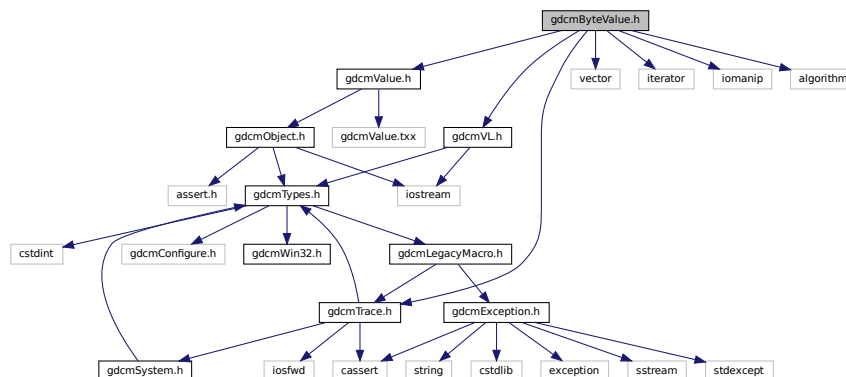 gdcmByteValue.h
gdcmValue.h
vector
iterator
iomanip
algorithm
gdcmObject.h
gdcmValue.txx
gdcmVL.h
assert.h
gdcmTypes.h
iostream
cstdint
gdcmConfigure.h
gdcmWin32.h
gdcmLegacyMacro.h
gdcmTrace.h
gdcmException.h
gdcmSystem.h
iosfwd
cassert
string
cstdlib
exception
sstream
stdexcept